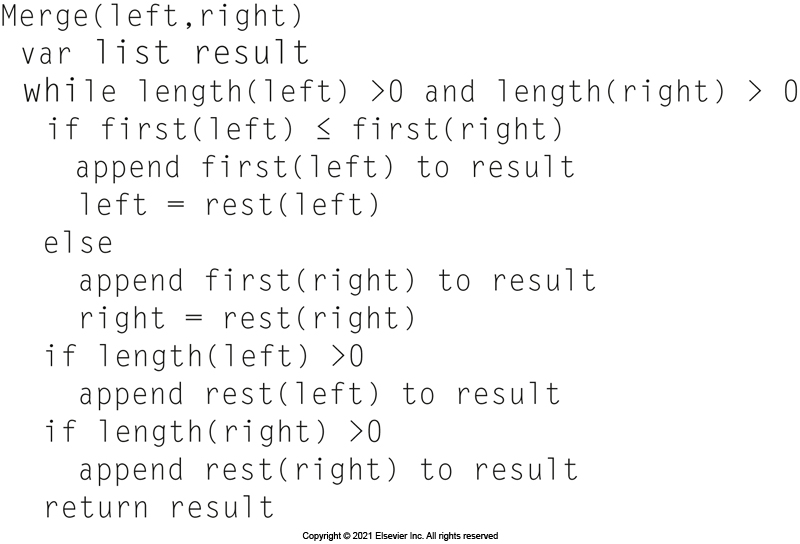 Merge(left,right)
var list result
while length(left) >0 and length(right) > 0
if first(left) ≤ first(right)
append first(left) to result
left = rest(left)
else
append first(right) to result
right = rest(right)
if length(left) >0
append rest(left) to result
if length(right) >0
append rest(right) to result
return result
Copyright © 2021 Elsevier Inc. All rights reserved